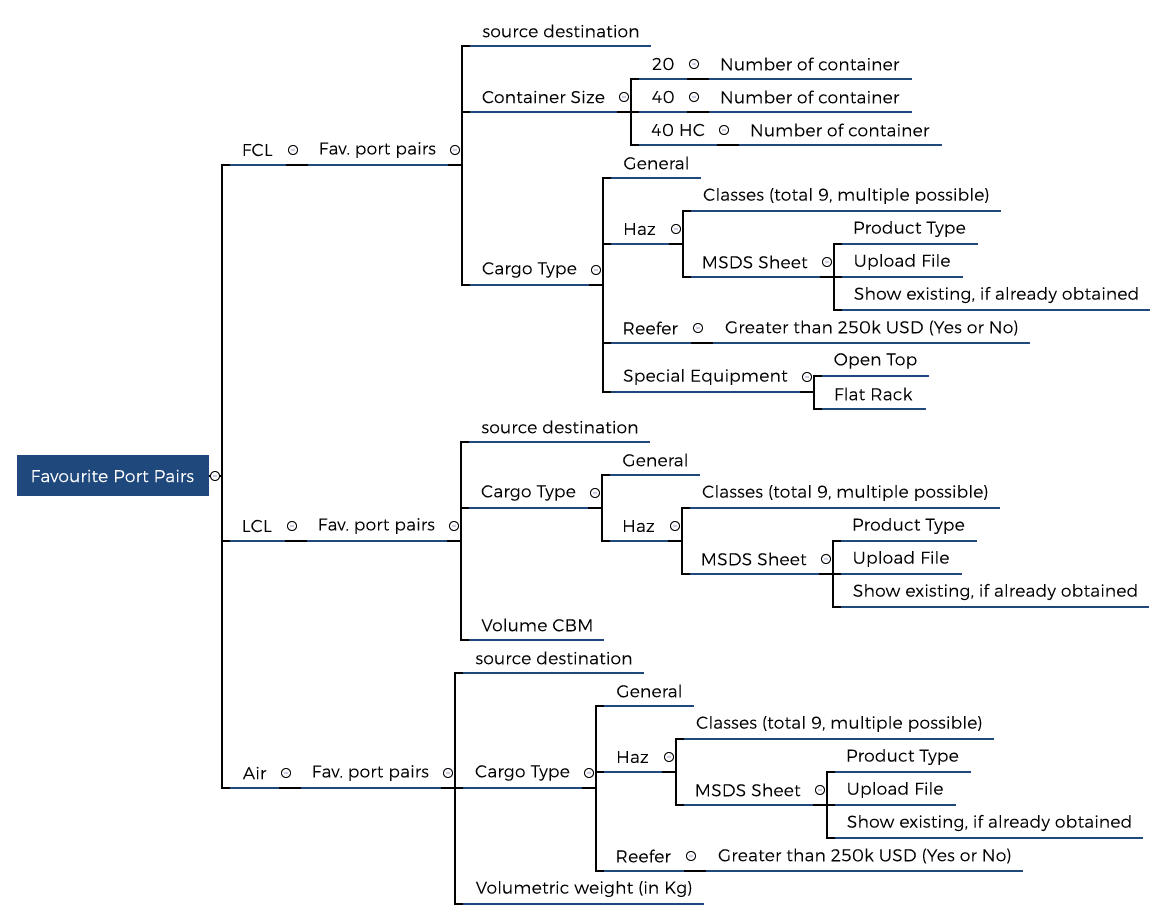 Favourite Port Pairs
FCL
Fav. port pairs
source destination
Container Size
20
Number of container
40
Number of container
40 HC
Number of container
Cargo Type
General
Haz
Classes (total 9, multiple possible)
MSDS Sheet
Product Type
Upload File
Show existing, if already obtained
Reefer
Greater than 250k USD (Yes or No)
Special Equipment
Open Top
Flat Rack
LCL
Fav. port pairs
source destination
Cargo Type
General
Haz
Classes (total 9, multiple possible)
MSDS Sheet
Product Type
Upload File
Show existing, if already obtained
Volume CBM
Air
Fav. port pairs
source destination
Cargo Type
General
Haz
Classes (total 9, multiple possible)
MSDS Sheet
Product Type
Upload File
Show existing, if already obtained
Reefer
Greater than 250k USD (Yes or No)
Volumetric weight (in Kg)